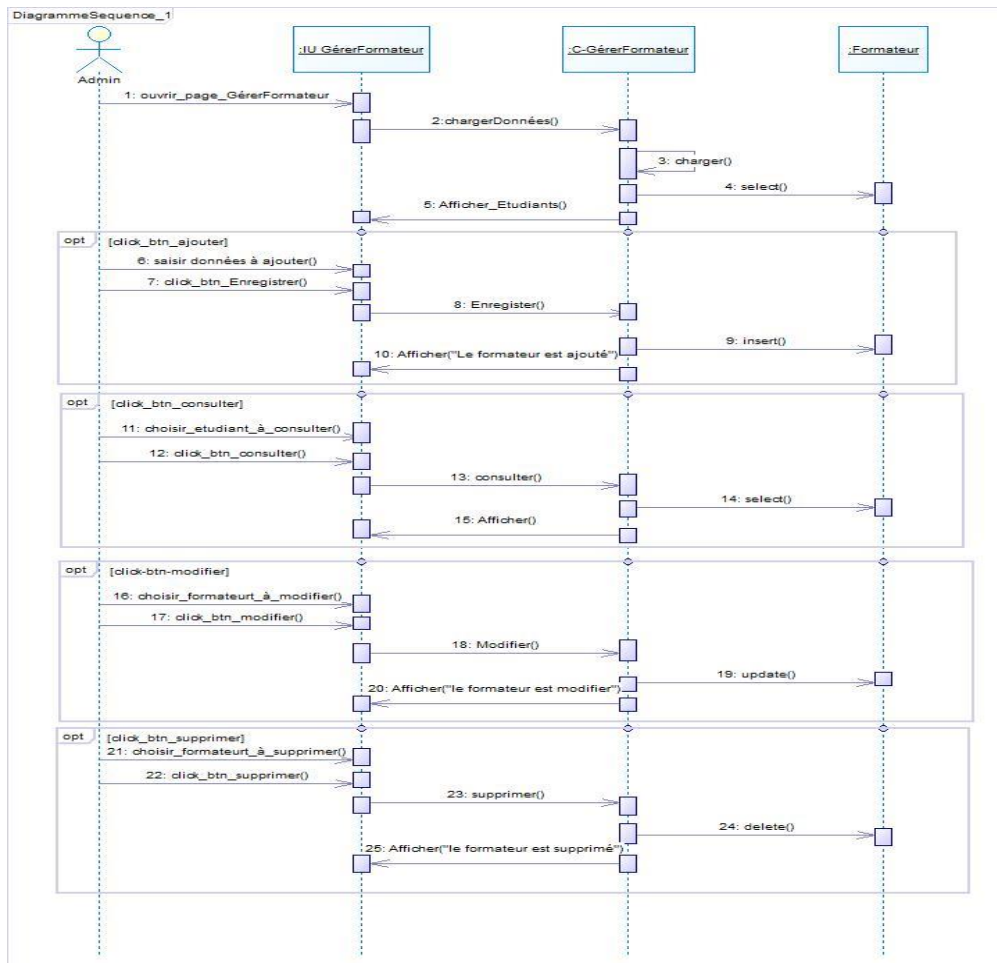 DiagrammeSequence_1
:IU GérerFormateur
:C-GérerFormateur
:Formateur
Admin
1: ouvrir_page_GérerFormateur
2:chargerDonnées()
3: charger()
4: select()
5: Afficher_Etudiants()
opt
[click_btn_ajouter]
6: saisir données à ajouter()
7: click_btn_Enregistrer()
8: Enregister()
9: insert()
10: Afficher("Le formateur est ajouté")
opt
[click_btn_consulter]
11: choisir_etudiant_à_consulter()
12: click_btn_consulter()
13: consulter()
14: select()
15: Afficher()
opt
[click-btn-modifier]
16: choisir_formateurt_à_modifier()
17: click_btn_modifier()
18: Modifier()
19: update()
20: Afficher("le formateur est modifier")
opt
[click_btn_supprimer]
21: choisir_formateurt_à_supprimer()
22: click_btn_supprimer()
23: supprimer()
24: delete()
25: Afficher("le formateur est supprimé")